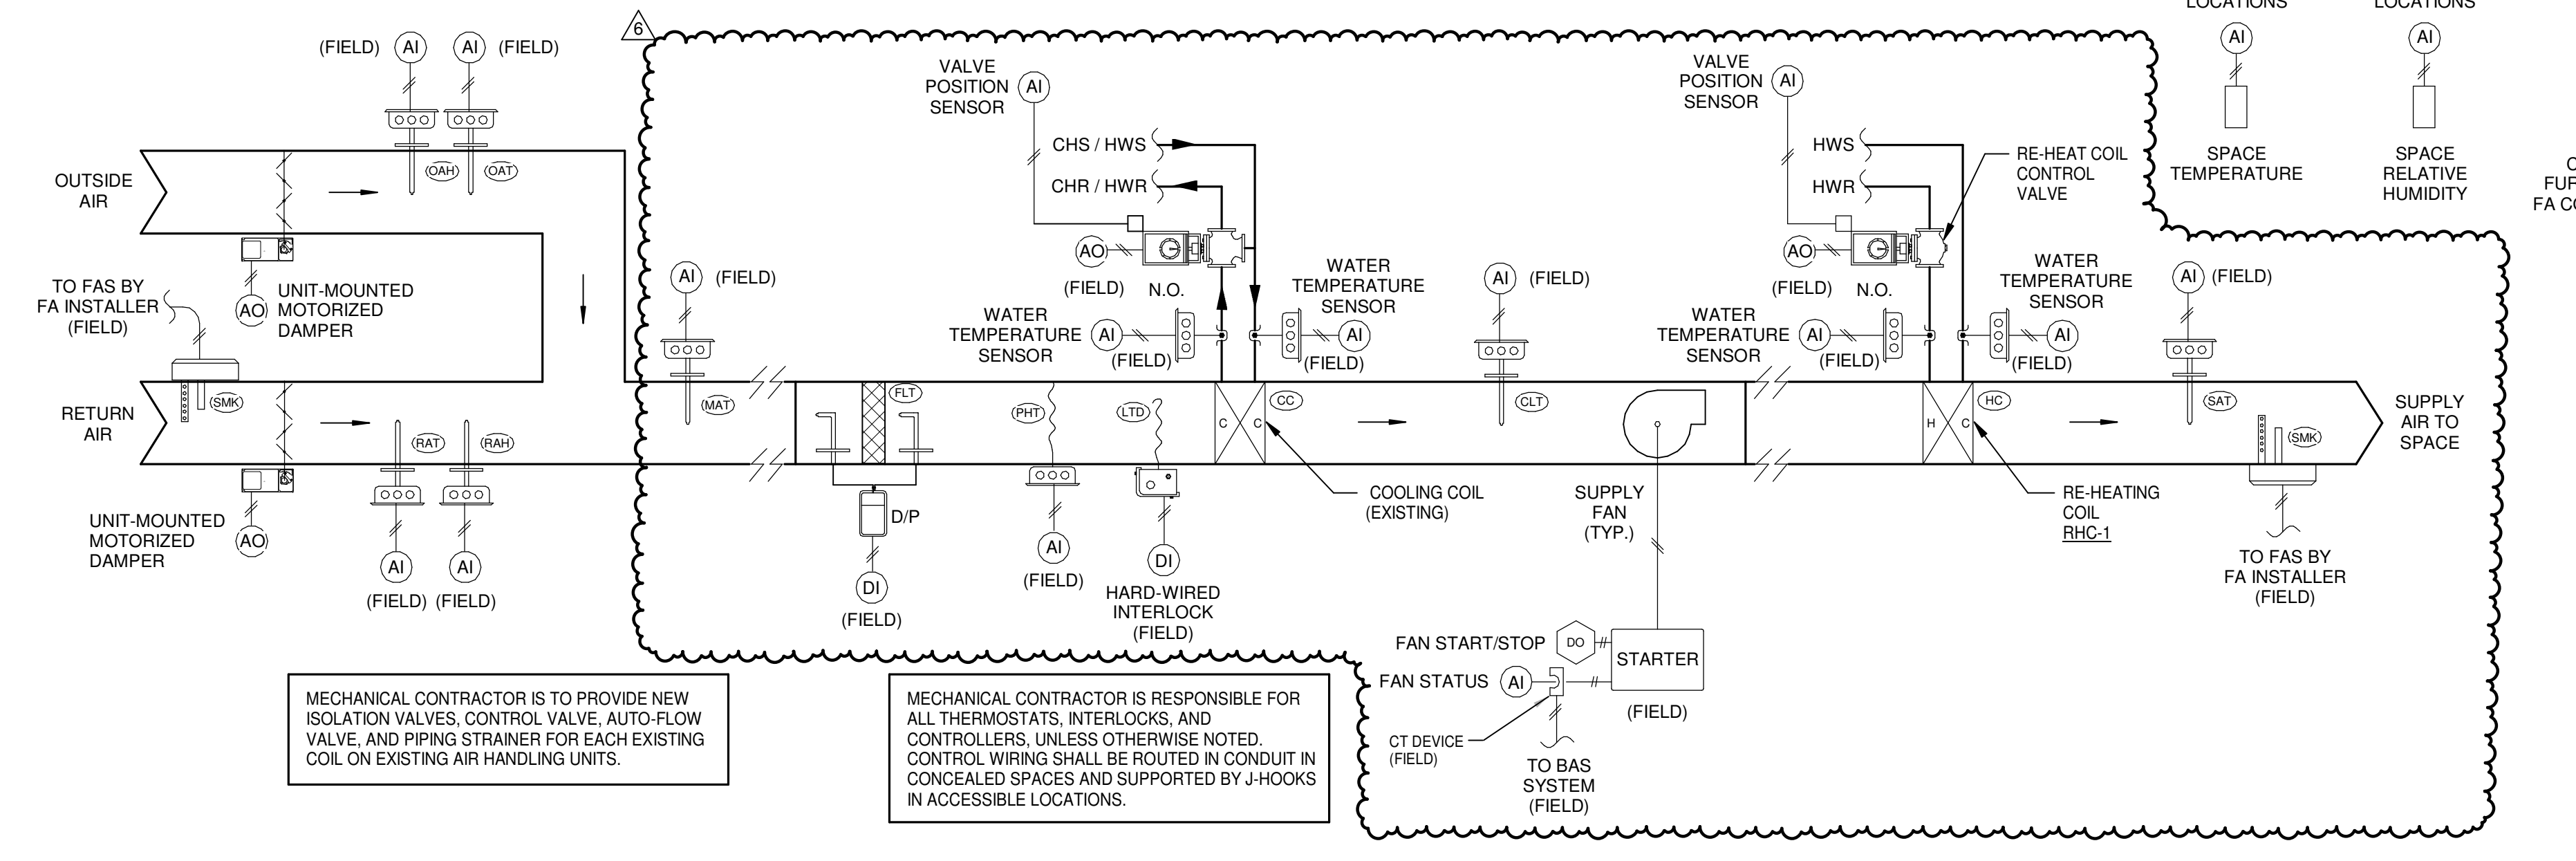 LOCATIONS
LOCATIONS
6
(FIELD) AI
AI (FIELD)
OAH
OAT
OUTSIDE
AIR
AO
UNIT-MOUNTED
MOTORIZED
DAMPER
TO FAS BY
FA INSTALLER
(FIELD)
SMK
RETURN
AIR
RAT
RAH
UNIT-MOUNTED
MOTORIZED
DAMPER
AO
AI
AI
(FIELD)
(FIELD)
AI (FIELD)
MAT
FLT
D/P
DI
(FIELD)
PHT
AI
(FIELD)
LTD
DI
HARD-WIRED
INTERLOCK
(FIELD)
VALVE
POSITION
SENSOR
AI
CHS / HWS
CHR / HWR
AO
(FIELD)
N.O.
WATER
TEMPERATURE
SENSOR
AI
(FIELD)
WATER
TEMPERATURE
SENSOR
AI
(FIELD)
C C
CC
COOLING COIL
(EXISTING)
AI (FIELD)
CLT
SUPPLY
FAN
(TYP.)
FAN START/STOP DO
STARTER
FAN STATUS AI
(FIELD)
CT DEVICE
(FIELD)
TO BAS
SYSTEM
(FIELD)
VALVE
POSITION
SENSOR
AI
HWS
HWR
RE-HEAT COIL
CONTROL
VALVE
AO
(FIELD)
N.O.
WATER
TEMPERATURE
SENSOR
AI
(FIELD)
WATER
TEMPERATURE
SENSOR
AI
(FIELD)
H C
HC
RE-HEATING
COIL
RHC-1
AI (FIELD)
SAT
SMK
TO FAS BY
FA INSTALLER
(FIELD)
SUPPLY
AIR TO
SPACE
AI
SPACE
TEMPERATURE
AI
SPACE
RELATIVE
HUMIDITY
FUR
FA CO
MECHANICAL CONTRACTOR IS TO PROVIDE NEW
ISOLATION VALVES, CONTROL VALVE, AUTO-FLOW
VALVE, AND PIPING STRAINER FOR EACH EXISTING
COIL ON EXISTING AIR HANDLING UNITS.
MECHANICAL CONTRACTOR IS RESPONSIBLE FOR
ALL THERMOSTATS, INTERLOCKS, AND
CONTROLLERS, UNLESS OTHERWISE NOTED.
CONTROL WIRING SHALL BE ROUTED IN CONDUIT IN
CONCEALED SPACES AND SUPPORTED BY J-HOOKS
IN ACCESSIBLE LOCATIONS.